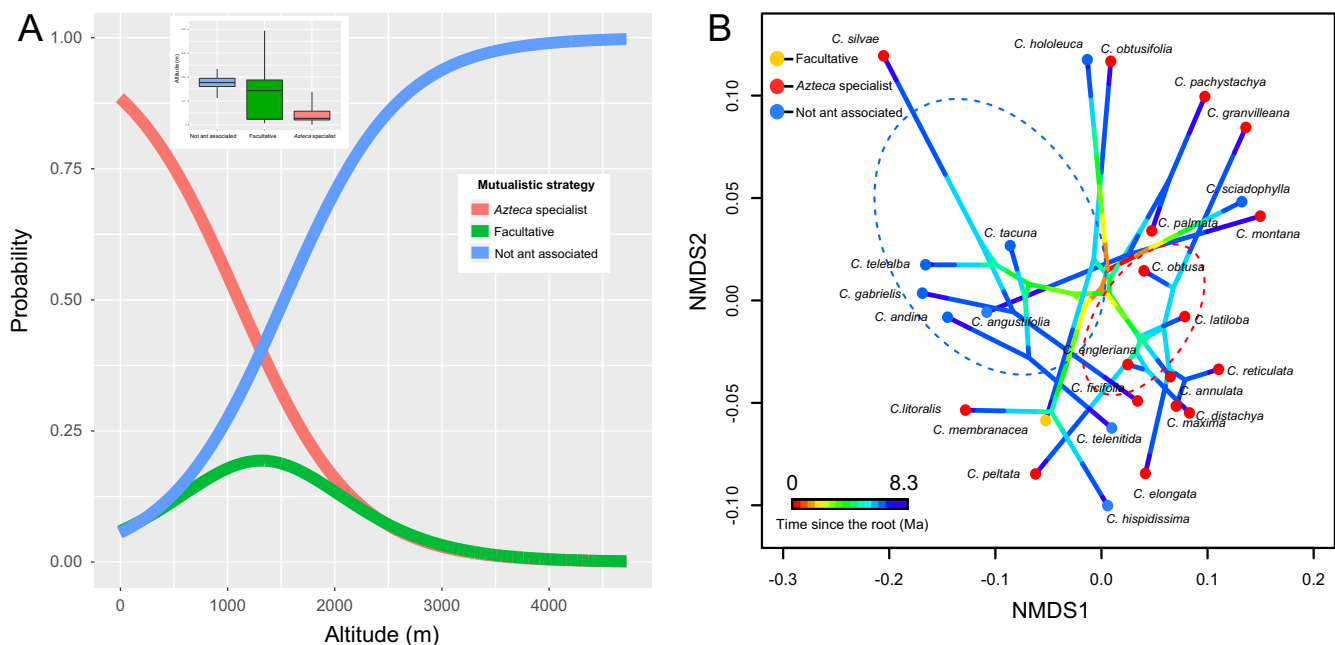 A
1.00
0.75
0.50
0.25
0.00
Probability
0
1000
2000
3000
4000
Altitude (m)
Altitude (m)
Not ant associated
Facultative
Azteca specialist
Mutualistic strategy
Azteca specialist
Facultative
Not ant associated
B
C. silvae
C. hololeuca
C. obtusifolia
Facultative
Azteca specialist
Not ant associated
C. pachystachya
C. granvilleana
C. sciadophylla
C. palmata
C. montana
C. tacuna
C. telealba
C. obtusa
C. gabrielis
C. andina
C. angustifolia
C. latiloba
C. engleriana
C. reticulata
C. ficifolia
C. annulata
C.litoralis
C. distachya
C. membranacea
C. maxima
C. telenitida
C. peltata
C. elongata
C. hispidissima
0
8.3
Time since the root (Ma)
0.10
0.05
0.00
-0.05
-0.10
NMDS2
-0.3
-0.2
-0.1
0.0
0.1
0.2
NMDS1